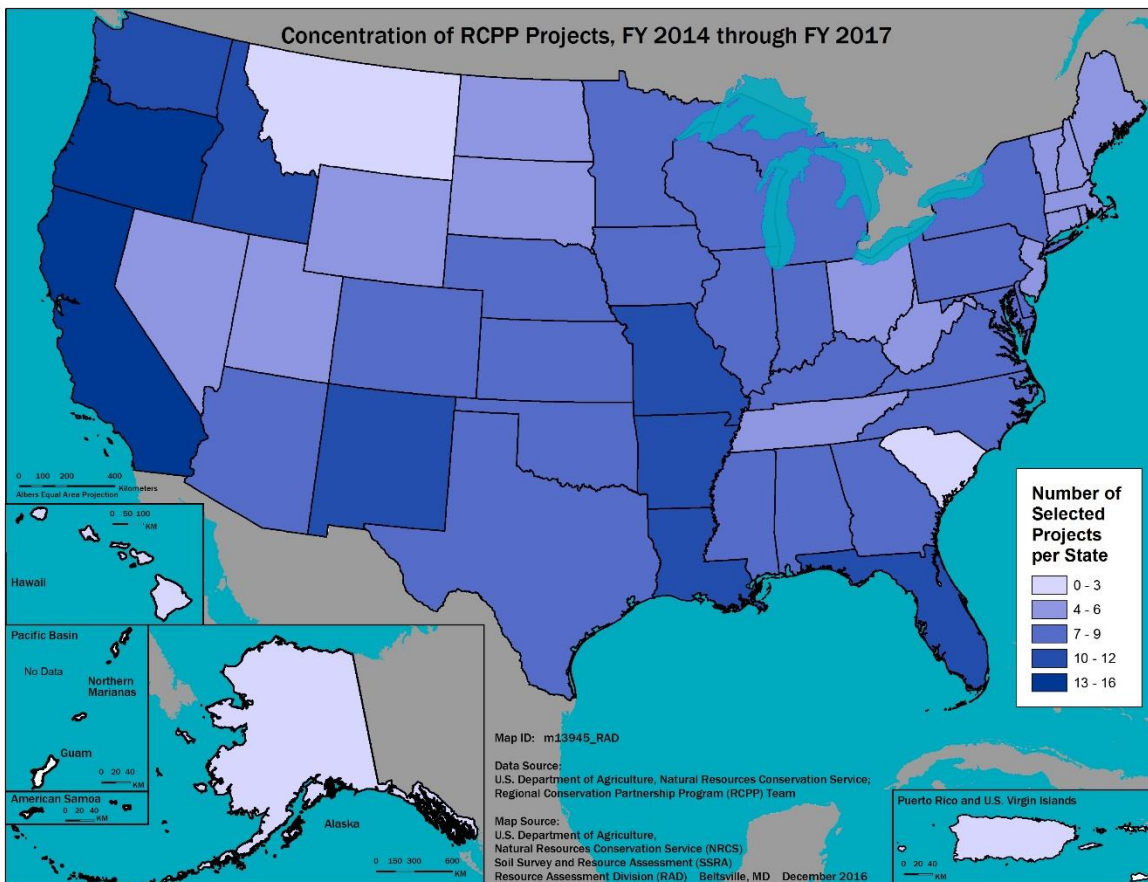 Concentration of RCPP Projects, FY 2014 through FY 2017
0 100 200 400
Kilometers
Albers Equal Area Projection
0 50 100
KM
Hawaii
Pacific Basin
No Data
Northern
Marianas
Guam
0 20 40
KM
American Samoa
0 20 40
KM
Alaska
0 150 300 600
KM
Map ID: m13945_RAD
Data Source:
U.S. Department of Agriculture, Natural Resources Conservation Service;
Regional Conservation Partnership Program (RCPP) Team
Map Source:
U.S. Department of Agriculture,
Natural Resources Conservation Service (NRCS)
Soil Survey and Resource Assessment (SSRA)
Resource Assessment Division (RAD) Beltsville, MD December 2016
Number of
Selected
Projects
per State
0 - 3
4 - 6
7 - 9
10 - 12
13 - 16
Puerto Rico and U.S. Virgin Islands
0 20 40
KM